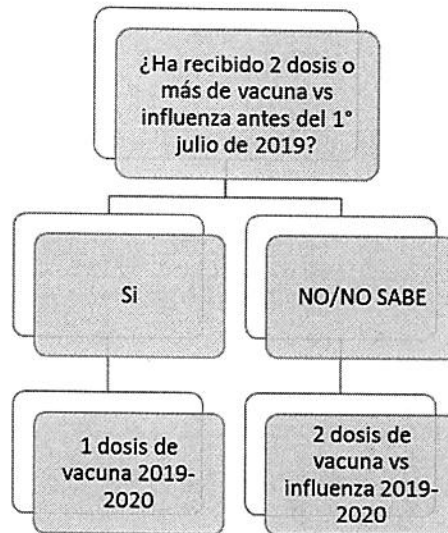 ¿Ha recibido 2 dosis o
más de vacuna vs
influenza antes del 1°
julio de 2019?
Si
NO/NO SABE
1 dosis de
vacuna 2019-
2020
2 dosis de
vacuna vs
influenza 2019-
2020